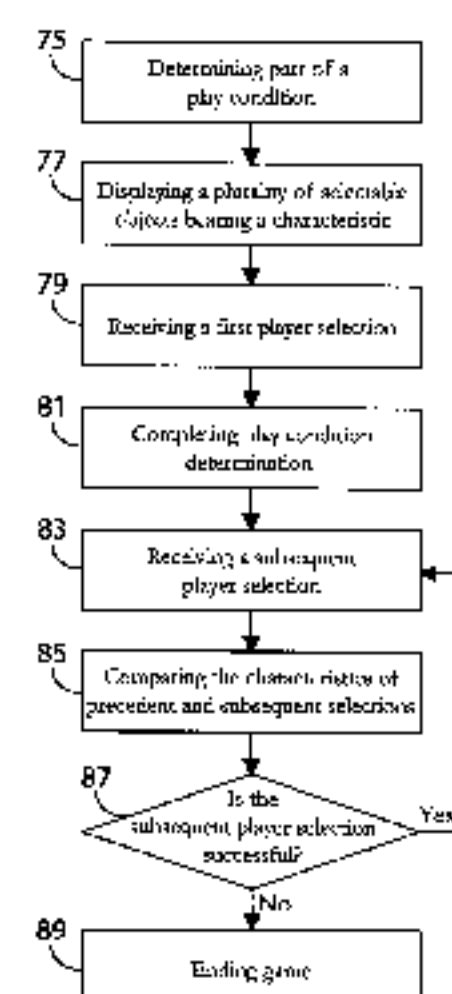 75
Determining part of a
play condition
77
Displaying a plurality of selectable
objects bearing a characteristic
79
Receiving a first player selection
81
Completing play condition
determination
83
Receiving a subsequent
player selection
85
Comparing the characteristics of
precedent and subsequent selections
87
Is the
subsequent player selection
successful?
Yes
No
89
Ending game